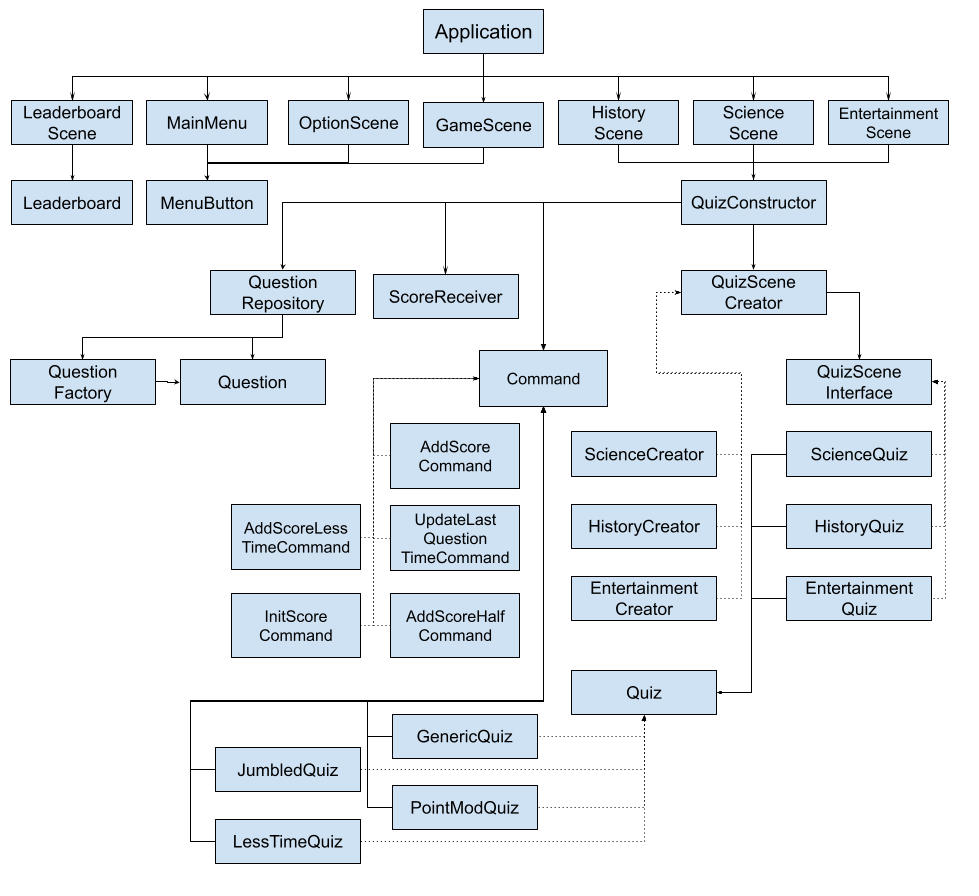 Application
Leaderboard
Scene
MainMenu
OptionScene
GameScene
History
Scene
Science
Scene
Entertainment
Scene
Leaderboard
MenuButton
QuizConstructor
Question
Repository
ScoreReceiver
QuizScene
Creator
Question
Factory
Question
Command
QuizScene
Interface
AddScore
Command
ScienceCreator
ScienceQuiz
AddScoreLess
TimeCommand
UpdateLast
Question
TimeCommand
HistoryCreator
HistoryQuiz
InitScore
Command
AddScoreHalf
Command
Entertainment
Creator
Entertainment
Quiz
Quiz
GenericQuiz
JumbledQuiz
PointModQuiz
LessTimeQuiz